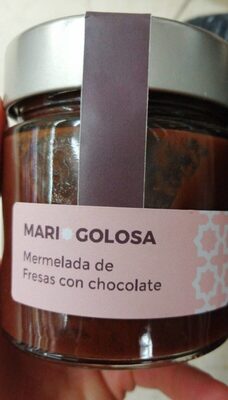 MARI GOLOSA
Mermelada de
Fresas con chocolate